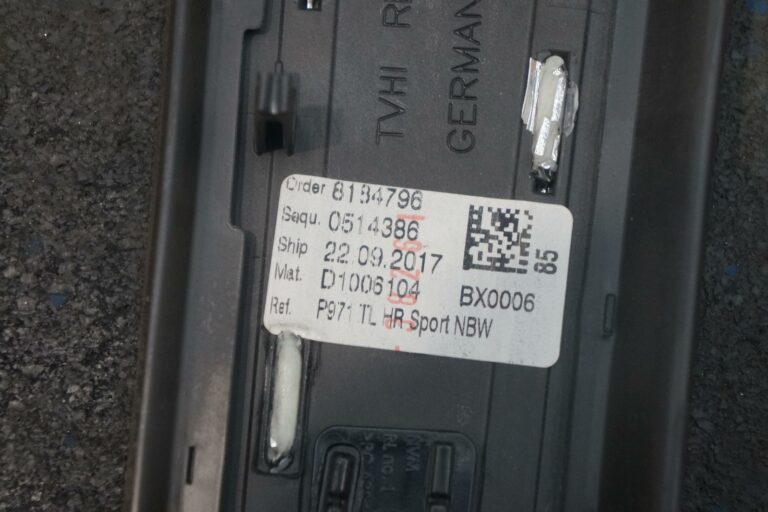 TVHI
GERMAN
Order 8184796
Sequ. 0514386
Ship 22.09.2017
Mat. D1006104
Ref. P971 TL HR Sport NBW
BX0006
85